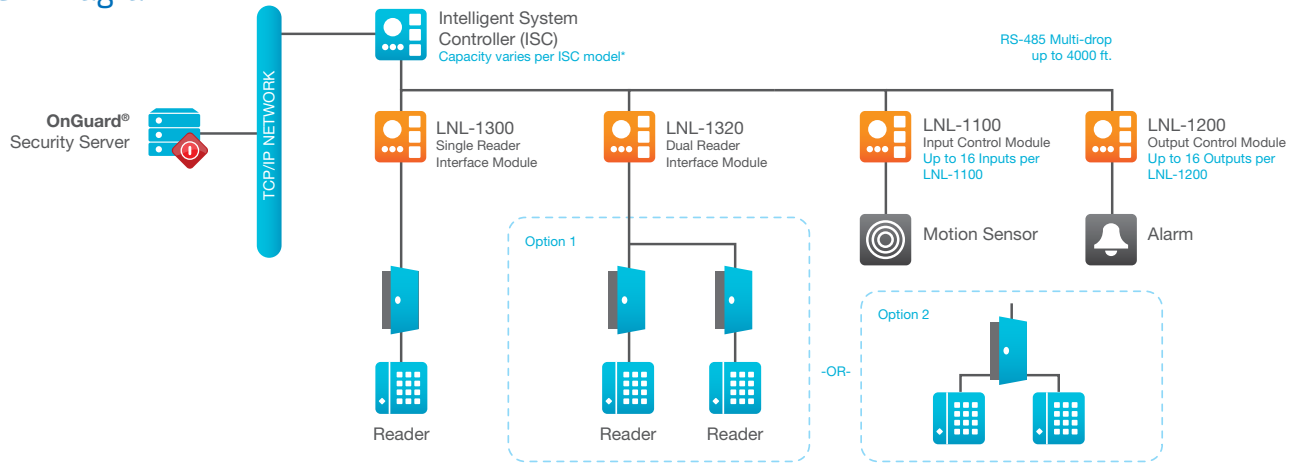 Intelligent System
Controller (ISC)
Capacity varies per ISC model*
RS-485 Multi-drop
up to 4000 ft.
OnGuard®
Security Server
TCP/IP NETWORK
LNL-1300
Single Reader
Interface Module
LNL-1320
Dual Reader
Interface Module
LNL-1100
Input Control Module
Up to 16 Inputs per
LNL-1100
LNL-1200
Output Control Module
Up to 16 Outputs per
LNL-1200
Option 1
Motion Sensor
Alarm
Option 2
-OR-
Reader
Reader
Reader